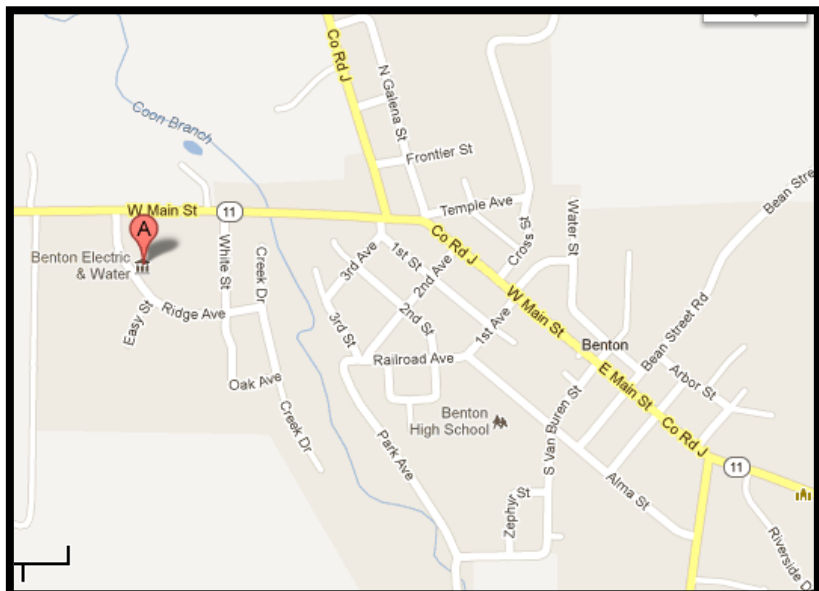 Co Rd J
N Galena St
Coon Branch
Frontier St
Bean Stree
W Main St
11
Temple Ave
Water St
A
Cross St
Co Rd J
Benton Electric
& Water
White St
Creek Dr
3rd Ave
1st St
2nd Ave
Easy St
Ridge Ave
3rd St
2nd St
1st Ave
W Main St
Benton
Bean Street Rd
Railroad Ave
Oak Ave
E Main St
Arbor St
Creek Dr
Benton
High School
S Van Buren St
Co Rd J
Park Ave
11
Alma St
Zephyr St
Riverside D